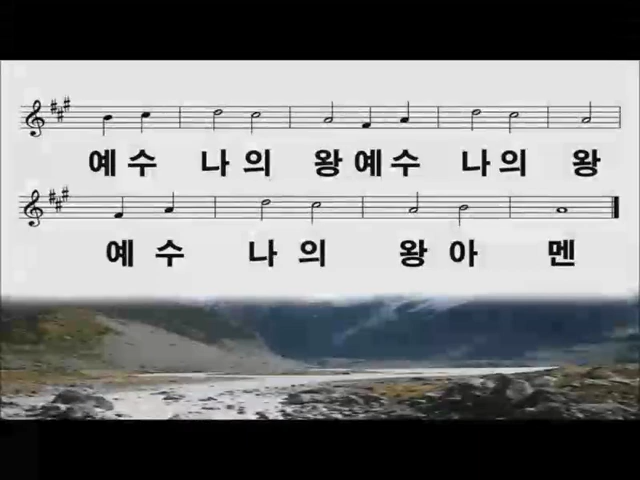 예수 나의 왕 예수 나의 왕
예수 나의 왕 아멘